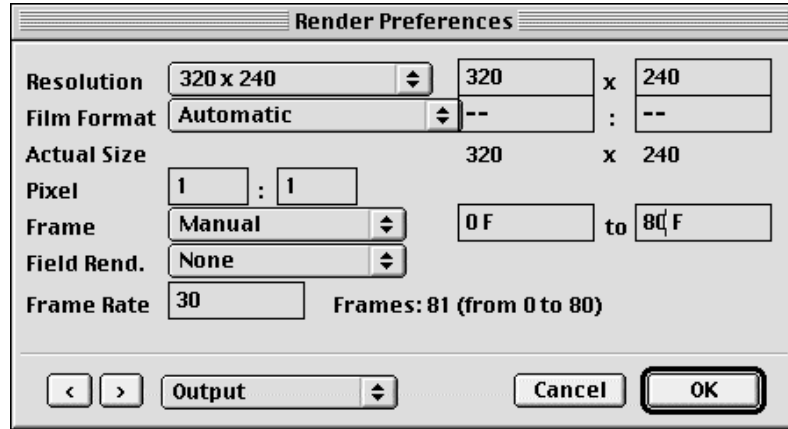 Render Preferences
Resolution 320 x 240 320 x 240
Film Format Automatic -- : --
Actual Size 320 x 240
Pixel 1 : 1
Frame Manual 0 F to 80 F
Field Rend. None
Frame Rate 30 Frames: 81 (from 0 to 80)
< > Output Cancel OK